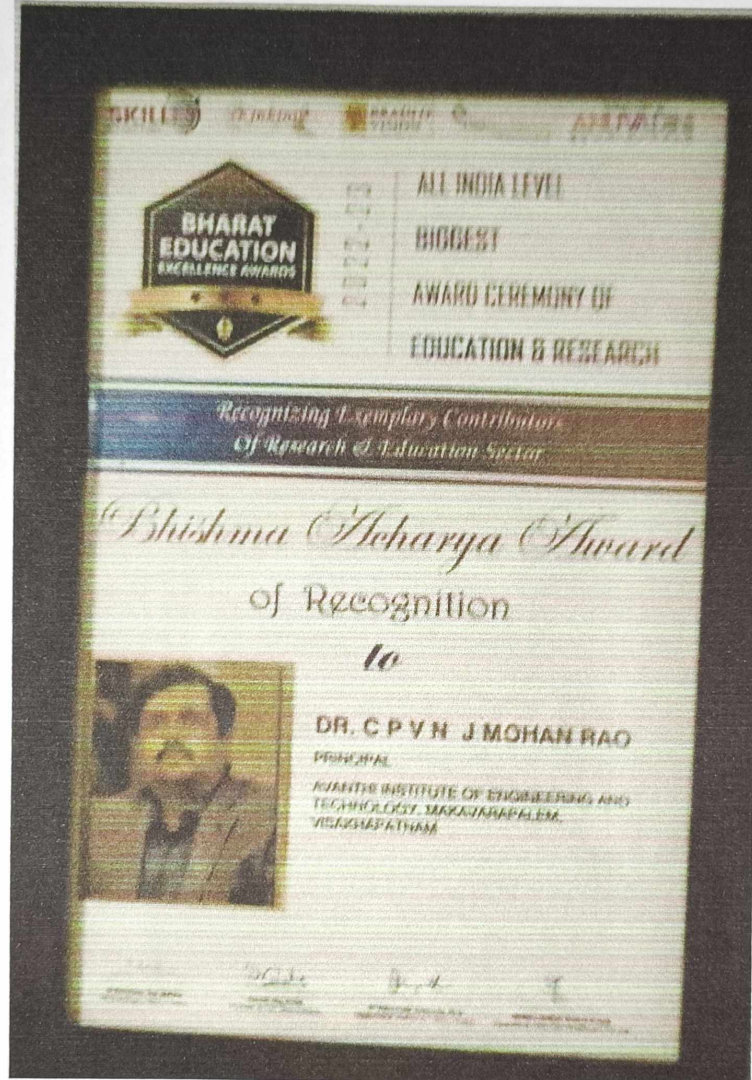 BHARAT
EDUCATION
EXCELLENCE AWARDS
2022-23
ALL INDIA LEVEL
BIGGEST
AWARD CEREMONY OF
EDUCATION & RESEARCH
Recognizing Exemplary Contributors
Of Research & Education Sector
Bhishma Acharya Award
of Recognition
to
DR. C P V N J MOHAN RAO
PRINCIPAL
AVANTHI INSTITUTE OF ENGINEERING AND
TECHNOLOGY, MAKAVARAPALEM,
VISAKHAPATNAM